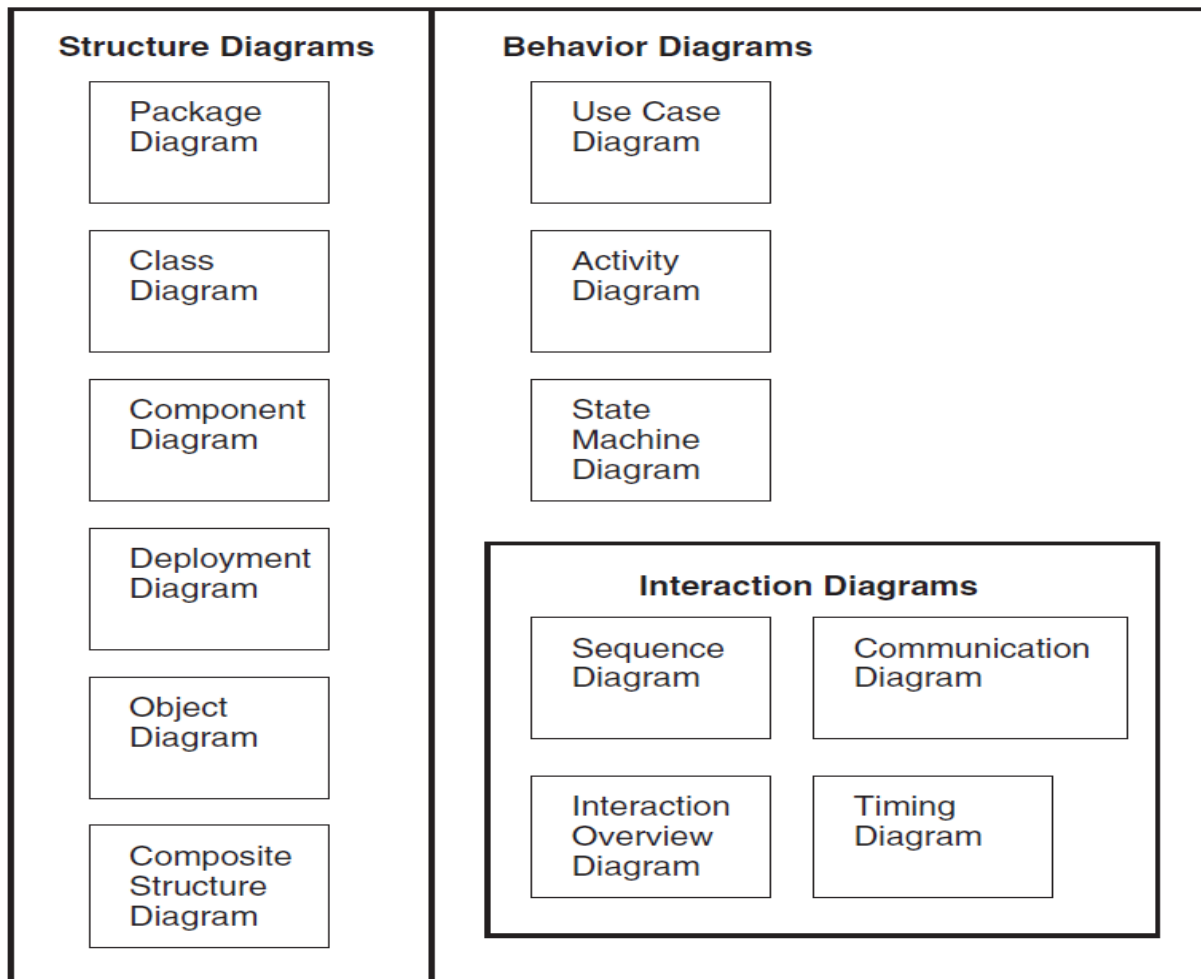 Structure Diagrams
Package
Diagram
Class
Diagram
Component
Diagram
Deployment
Diagram
Object
Diagram
Composite
Structure
Diagram
Behavior Diagrams
Use Case
Diagram
Activity
Diagram
State
Machine
Diagram
Interaction Diagrams
Sequence
Diagram
Communication
Diagram
Interaction
Overview
Diagram
Timing
Diagram